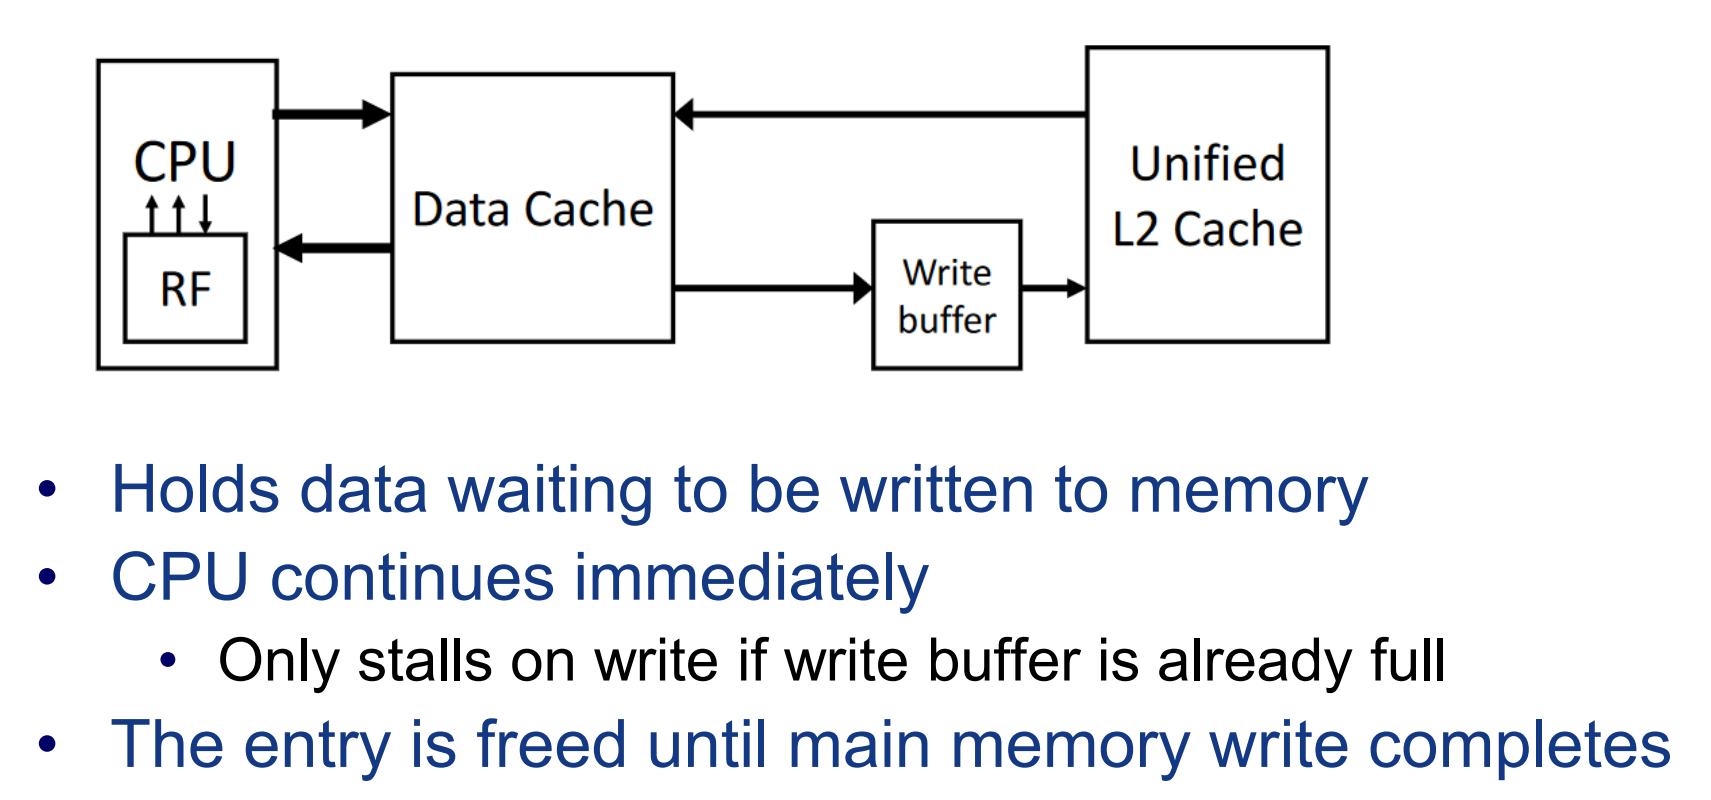 CPU
RF
Data Cache
Write
buffer
Unified
L2 Cache
• Holds data waiting to be written to memory
• CPU continues immediately
• Only stalls on write if write buffer is already full
• The entry is freed until main memory write completes